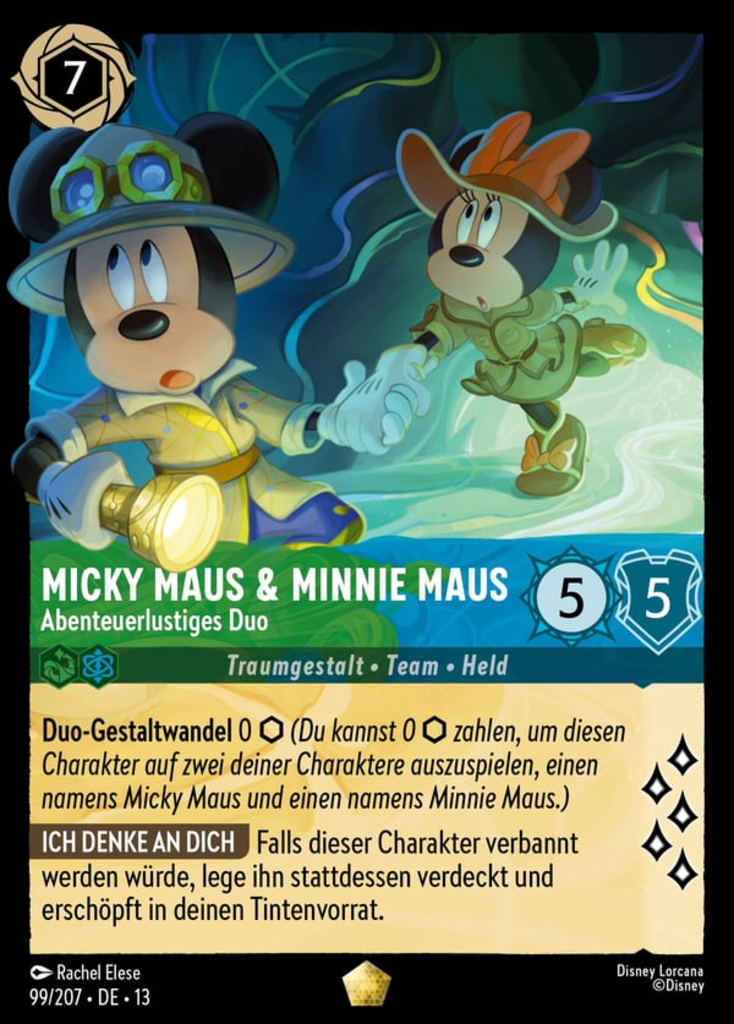 7
MICKY MAUS & MINNIE MAUS
Abenteuerlustiges Duo
5
5
Traumgestalt • Team • Held
Duo-Gestaltwandel 0 ⬡ (Du kannst 0 ⬡ zahlen, um diesen
Charakter auf zwei deiner Charaktere auszuspielen, einen
namens Micky Maus und einen namens Minnie Maus.)
ICH DENKE AN DICH Falls dieser Charakter verbannt
werden würde, lege ihn stattdessen verdeckt und
erschöpft in deinen Tintenvorrat.
Rachel Elese
99/207 • DE • 13
Disney Lorcana
©Disney